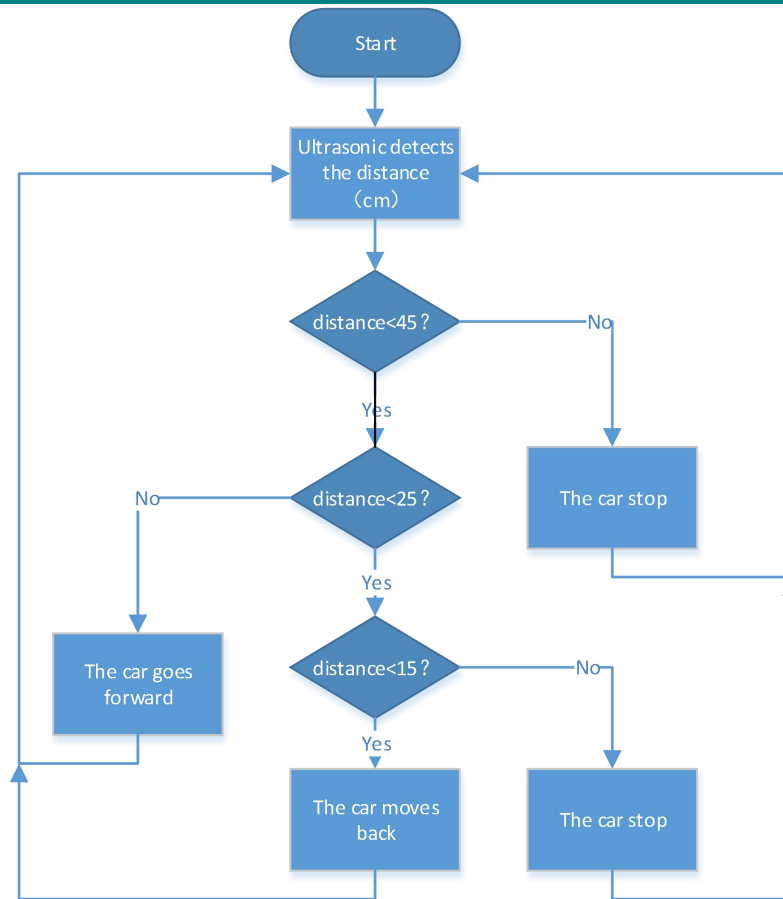 Start
Ultrasonic detects
the distance
（cm）
distance<45？
No
Yes
distance<25？
The car stop
No
Yes
distance<15？
The car goes
forward
No
Yes
The car moves
back
The car stop